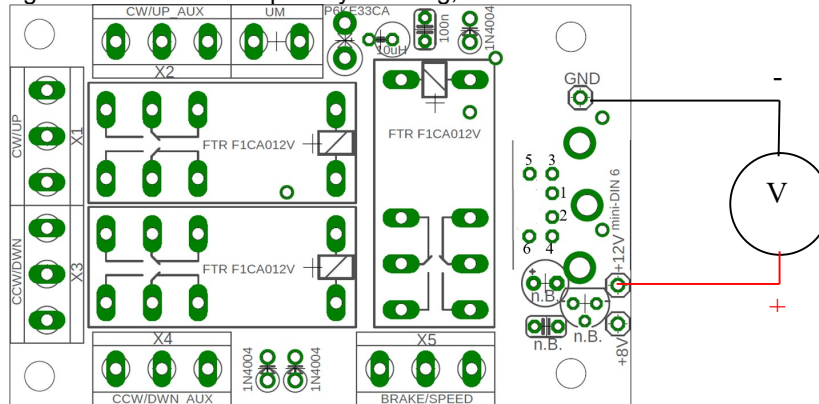 CW/UP_AUX
UM
P6KE33CA
10uH
100n
1N4004
X2
GND
-
CW/UP
X1
FTR F1CA012V
FTR F1CA012V
5 3
1
2
6 4
mini-DIN 6
V
CCW/DWN
X3
FTR F1CA012V
+12V
+
n.B.
+
n.B.
n.B.
+8V
X4
1N4004
1N4004
X5
CCW/DWN_AUX
BRAKE/SPEED